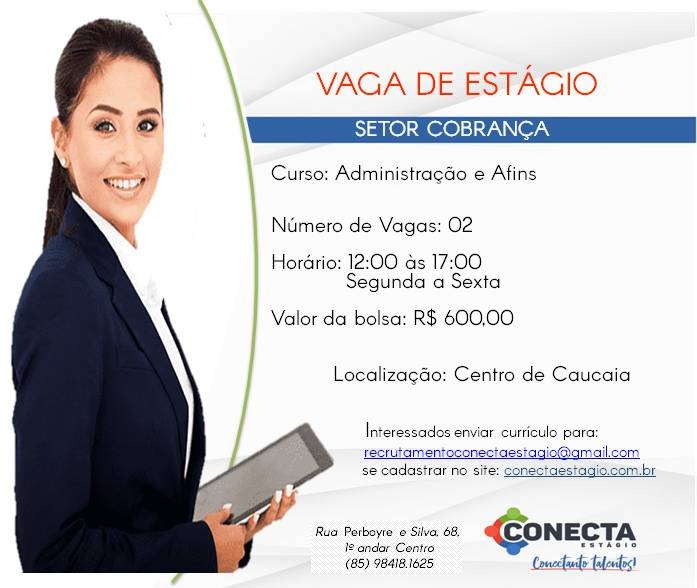 VAGA DE ESTÁGIO
SETOR COBRANÇA
Curso: Administração e Afins
Número de Vagas: 02
Horário: 12:00 às 17:00
Segunda a Sexta
Valor da bolsa: R$ 600,00
Localização: Centro de Caucaia
Interessados enviar currículo para:
recrutamentoconectaestagio@gmail.com
se cadastrar no site: conectaestagio.com.br
Rua Perboyre e Silva, 68,
1º andar Centro
(85) 98418.1625
CONECTA
ESTÁGIO
Conectanto talentos!